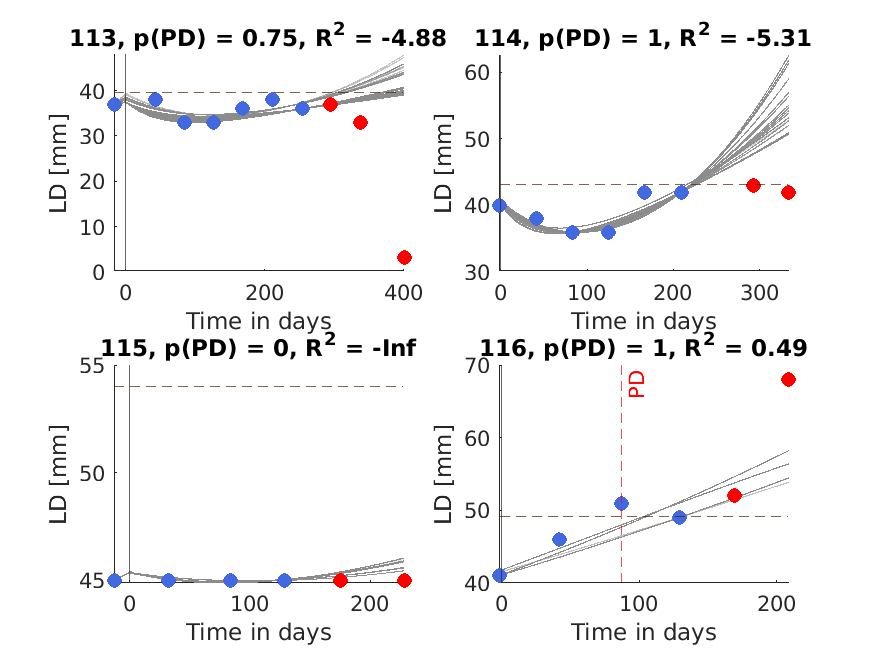 113, p(PD) = 0.75, R² = -4.88
LD [mm]
40
30
20
10
0
0
200
400
Time in days
114, p(PD) = 1, R² = -5.31
LD [mm]
60
50
40
30
0
100
200
300
Time in days
115, p(PD) = 0, R² = -Inf
LD [mm]
55
50
45
0
100
200
Time in days
116, p(PD) = 1, R² = 0.49
LD [mm]
70
60
50
40
PD
0
100
200
Time in days